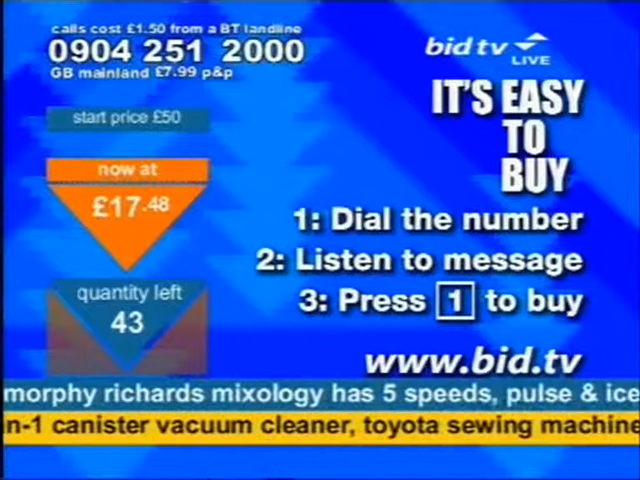 calls cost £1.50 from a BT landline
0904 251 2000
GB mainland £7.99 p&p
bid tv
LIVE
start price £50
now at
£17.48
quantity left
43
IT'S EASY
TO
BUY
1: Dial the number
2: Listen to message
3: Press 1 to buy
www.bid.tv
morphy richards mixology has 5 speeds, pulse & ice
n-1 canister vacuum cleaner, toyota sewing machine